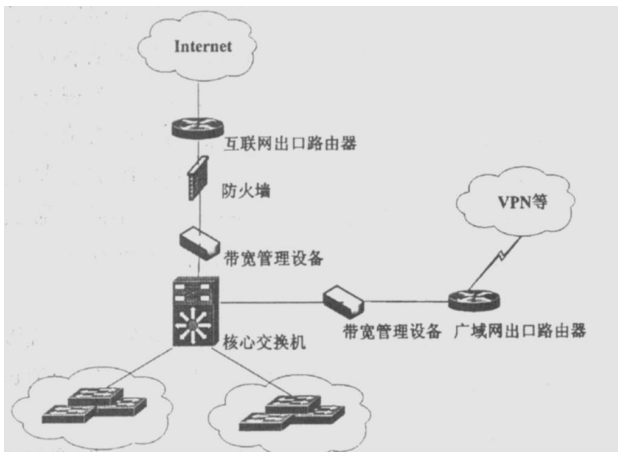 Internet
互联网出口路由器
防火墙
VPN等
带宽管理设备
带宽管理设备 广域网出口路由器
核心交换机